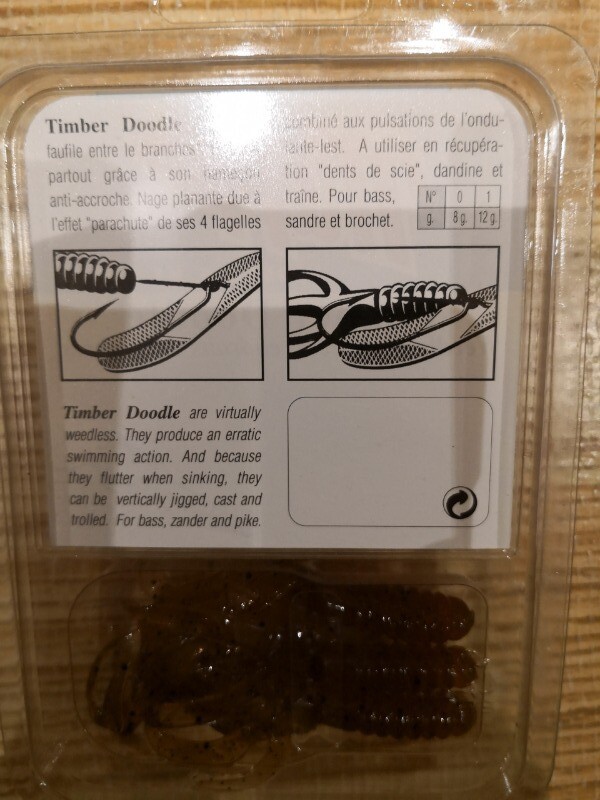 Timber Doodle
faufile entre le branches
partout grâce à son hameçon
anti-accroche. Nage planante due à
l'effet "parachute" de ses 4 flagelles
combiné aux pulsations de l'ondu-
lante-lest. A utiliser en récupéra-
tion "dents de scie", dandine et
traîne. Pour bass,
sandre et brochet.
N° 0 1
g. 8 g. 12 g.
Timber Doodle are virtually
weedless. They produce an erratic
swimming action. And because
they flutter when sinking, they
can be vertically jigged, cast and
trolled. For bass, zander and pike.